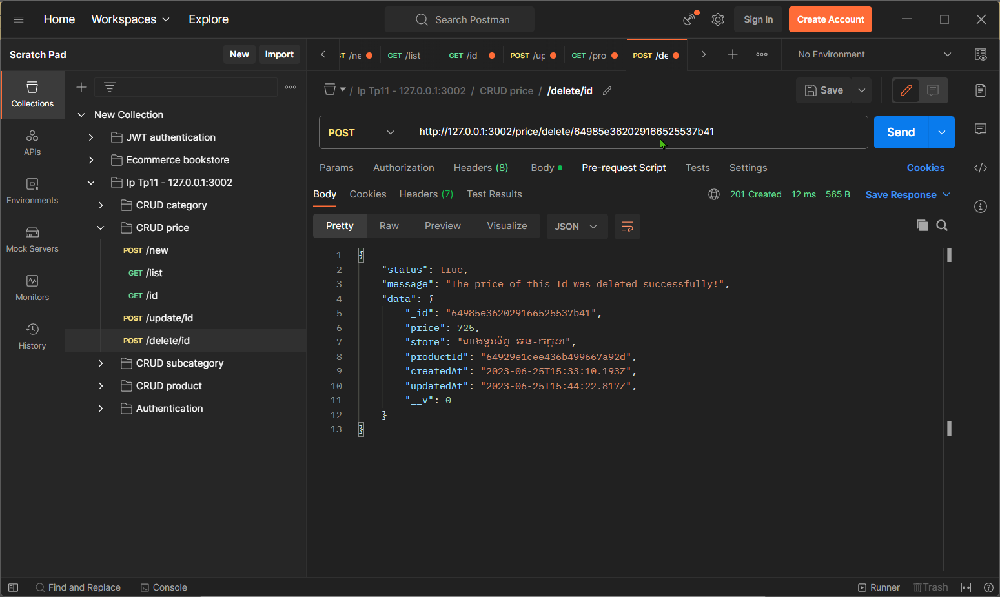 Home Workspaces Explore Search Postman Sign In Create Account
Scratch Pad New Import
ST /ne GET /list GET /id POST /up GET /pro POST /de No Environment
Collections
APIs
Environments
Mock Servers
Monitors
History
New Collection
JWT authentication
Ecommerce bookstore
Ip Tp11 - 127.0.0.1:3002
CRUD category
CRUD price
POST /new
GET /list
GET /id
POST /update/id
POST /delete/id
CRUD subcategory
CRUD product
Authentication
/ Ip Tp11 - 127.0.0.1:3002 / CRUD price / /delete/id Save
POST http://127.0.0.1:3002/price/delete/64985e362029166525537b41 Send
Params Authorization Headers (8) Body Pre-request Script Tests Settings Cookies
Body Cookies Headers (7) Test Results 201 Created 12 ms 565 B Save Response
Pretty Raw Preview Visualize JSON
1 {
2 "status": true,
3 "message": "The price of this Id was deleted successfully!",
4 "data": {
5 "_id": "64985e362029166525537b41",
6 "price": 725,
7 "store": "ហាងទូរស័ព្ទ ឆន-កក្កដា",
8 "productId": "64929e1cee436b499667a92d",
9 "createdAt": "2023-06-25T15:33:10.193Z",
10 "updatedAt": "2023-06-25T15:44:22.817Z",
11 "__v": 0
12 }
13 }
Find and Replace Console Runner Trash